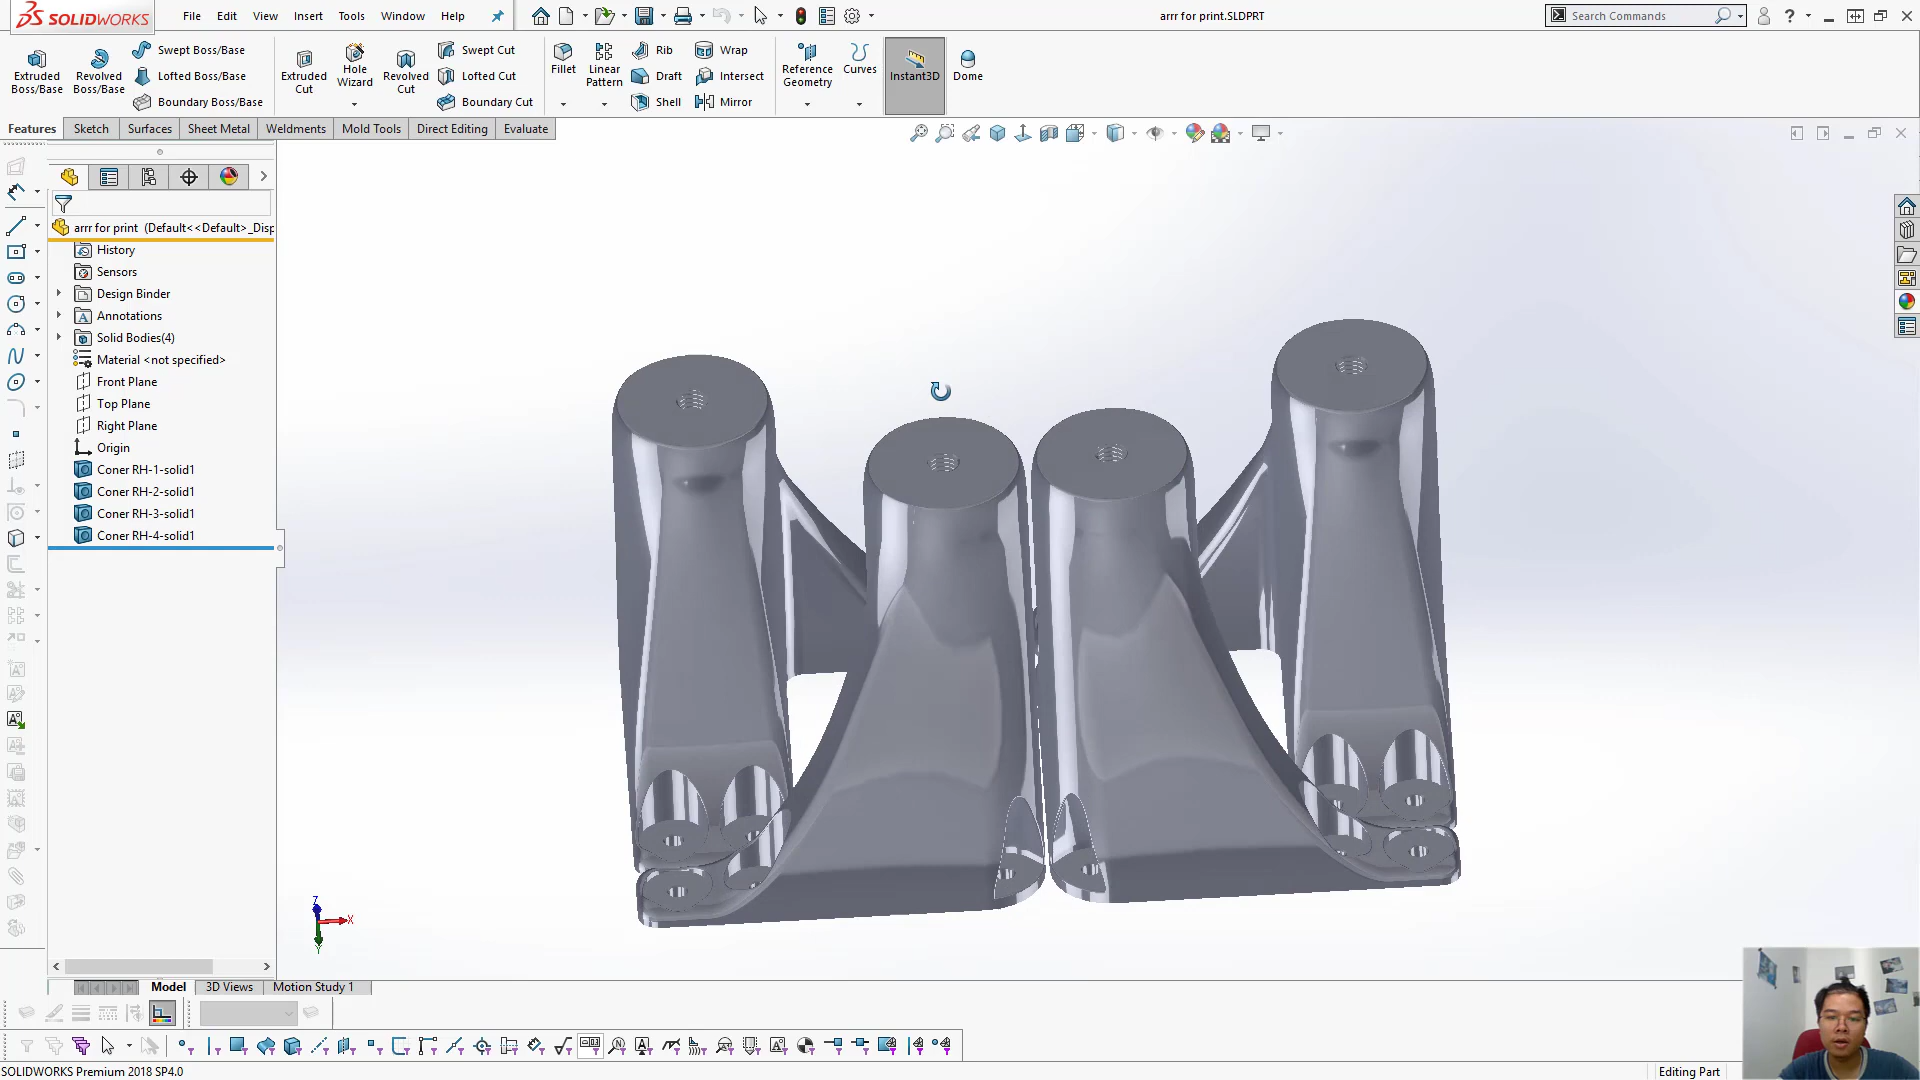 SOLIDWORKS
File Edit View Insert Tools Window Help
arrr for print.SLDPRT
Search Commands
Extruded Boss/Base
Revolved Boss/Base
Swept Boss/Base
Lofted Boss/Base
Boundary Boss/Base
Extruded Cut
Hole Wizard
Revolved Cut
Swept Cut
Lofted Cut
Boundary Cut
Fillet
Linear Pattern
Rib
Draft
Shell
Wrap
Intersect
Mirror
Reference Geometry
Curves
Instant3D
Dome
Features Sketch Surfaces Sheet Metal Weldments Mold Tools Direct Editing Evaluate
arrr for print (Default<<Default>_Disp
History
Sensors
Design Binder
Annotations
Solid Bodies(4)
Material <not specified>
Front Plane
Top Plane
Right Plane
Origin
Coner RH-1-solid1
Coner RH-2-solid1
Coner RH-3-solid1
Coner RH-4-solid1
Z
X
Y
Model 3D Views Motion Study 1
SOLIDWORKS Premium 2018 SP4.0
Editing Part